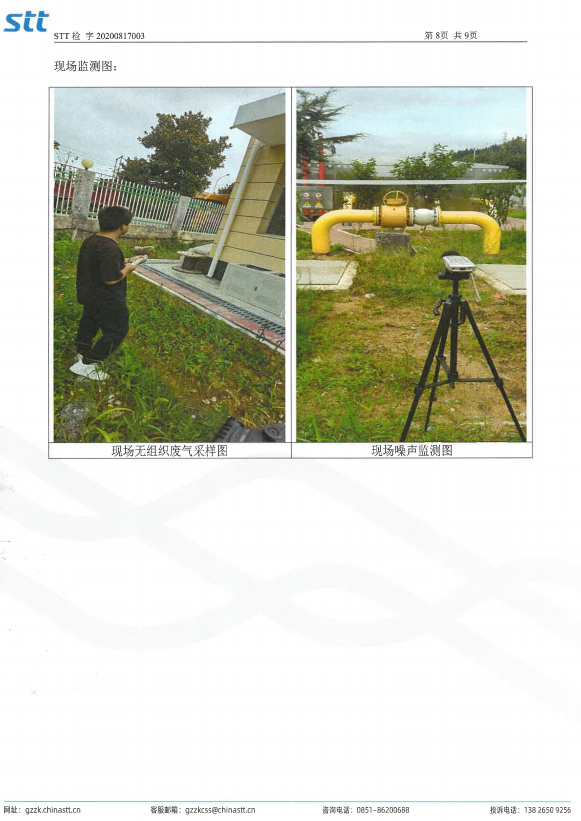 stt
STT 检 字 20200817003 第 8页 共 9页
现场监测图：
现场无组织废气采样图 现场噪声监测图
网址：gzzk.chinastt.cn 客服邮箱：gzzkcss@chinastt.cn 咨询电话：0851-86200688 投诉电话：138 2650 9256